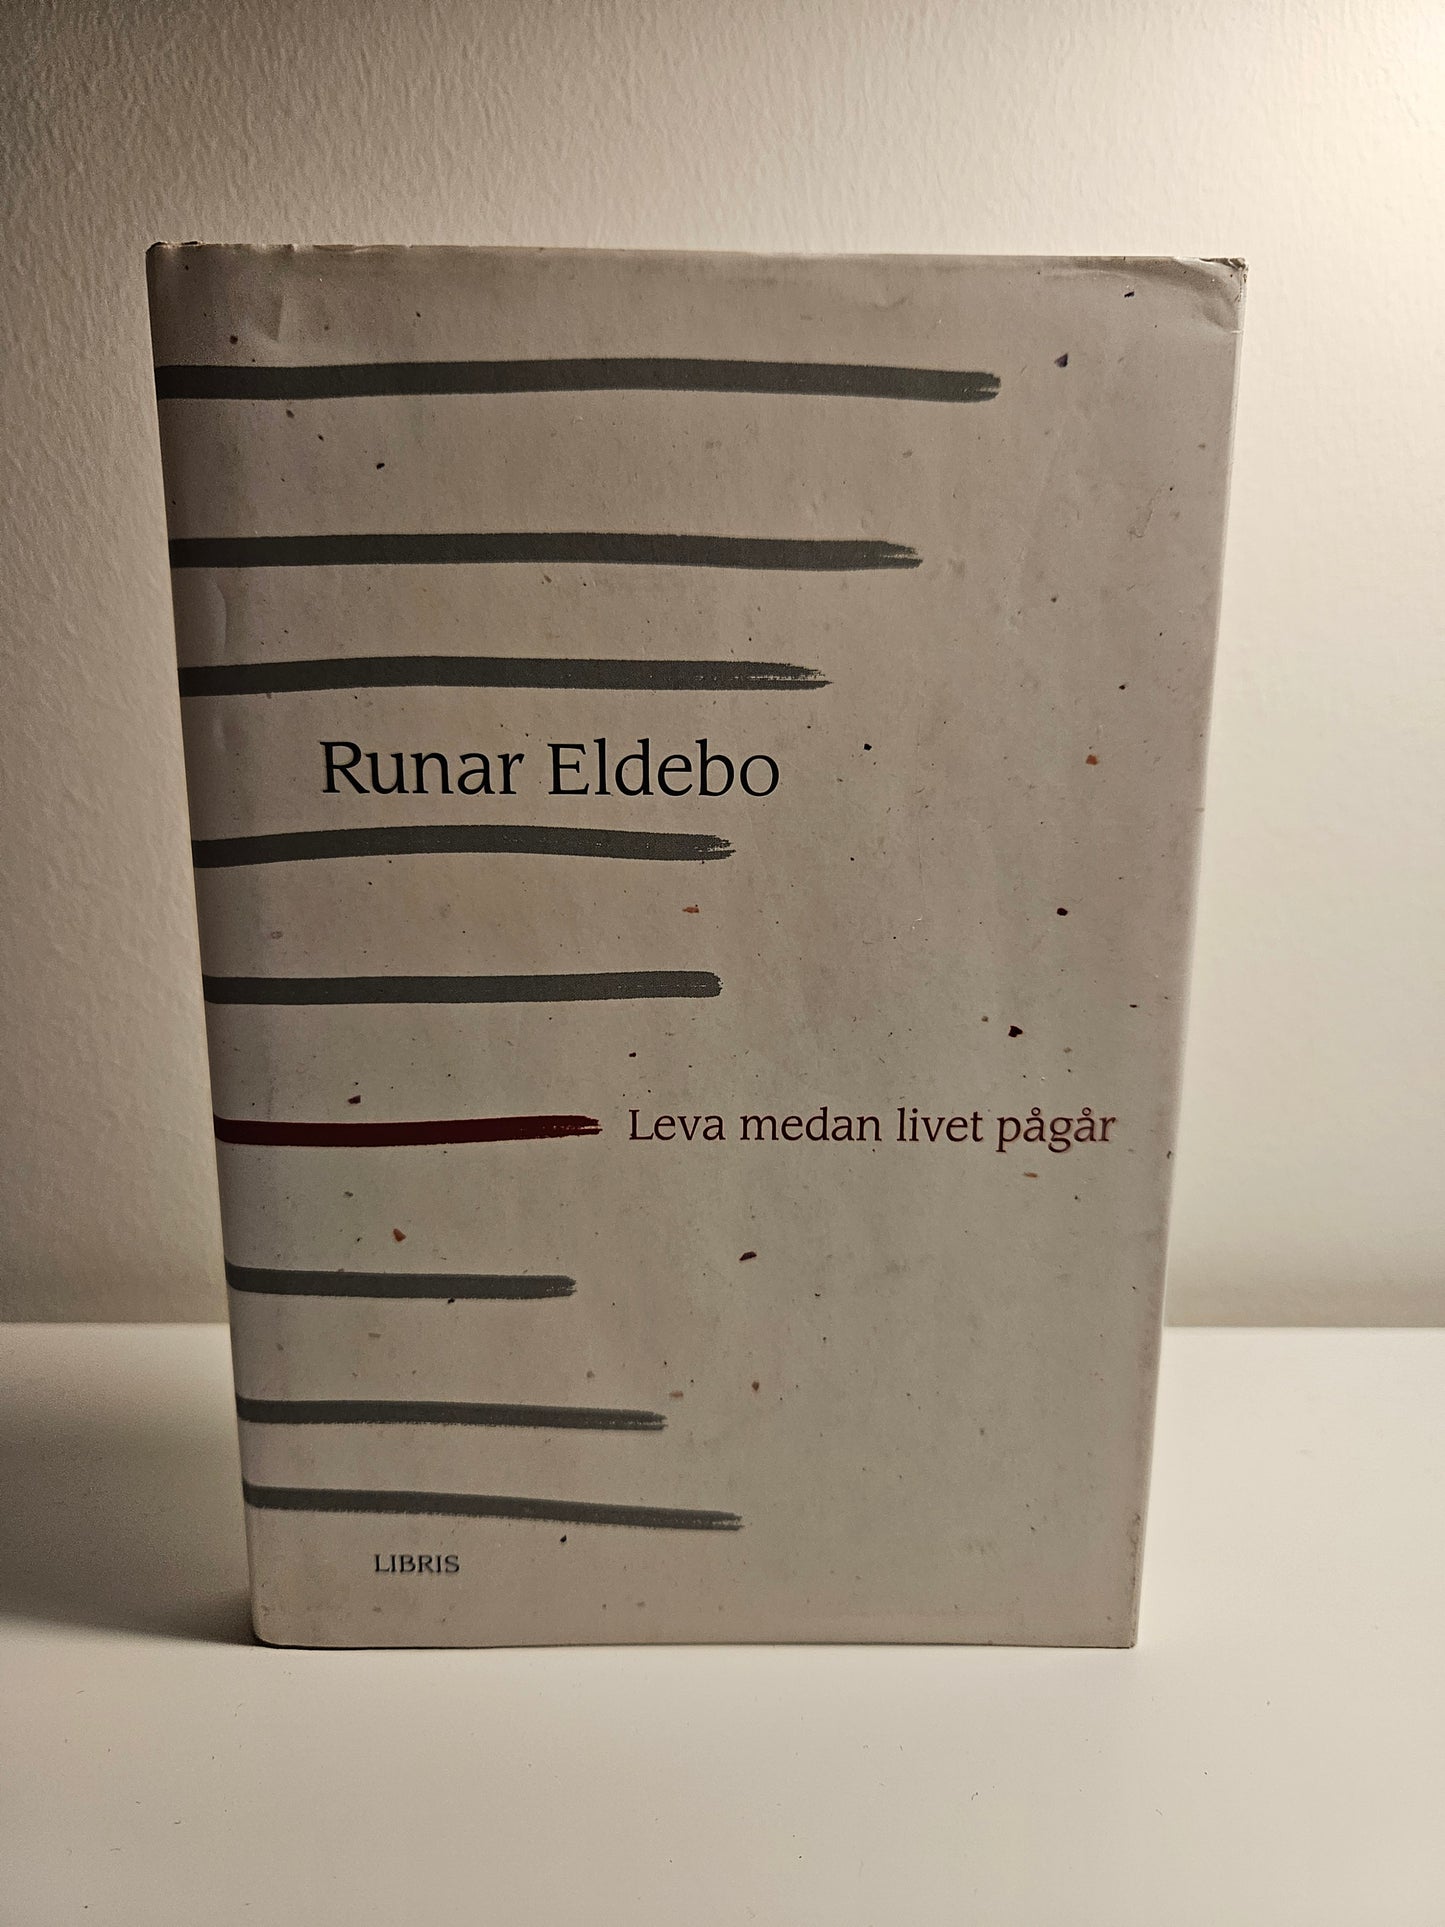 Runar Eldebo
Leva medan livet pågår
LIBRIS